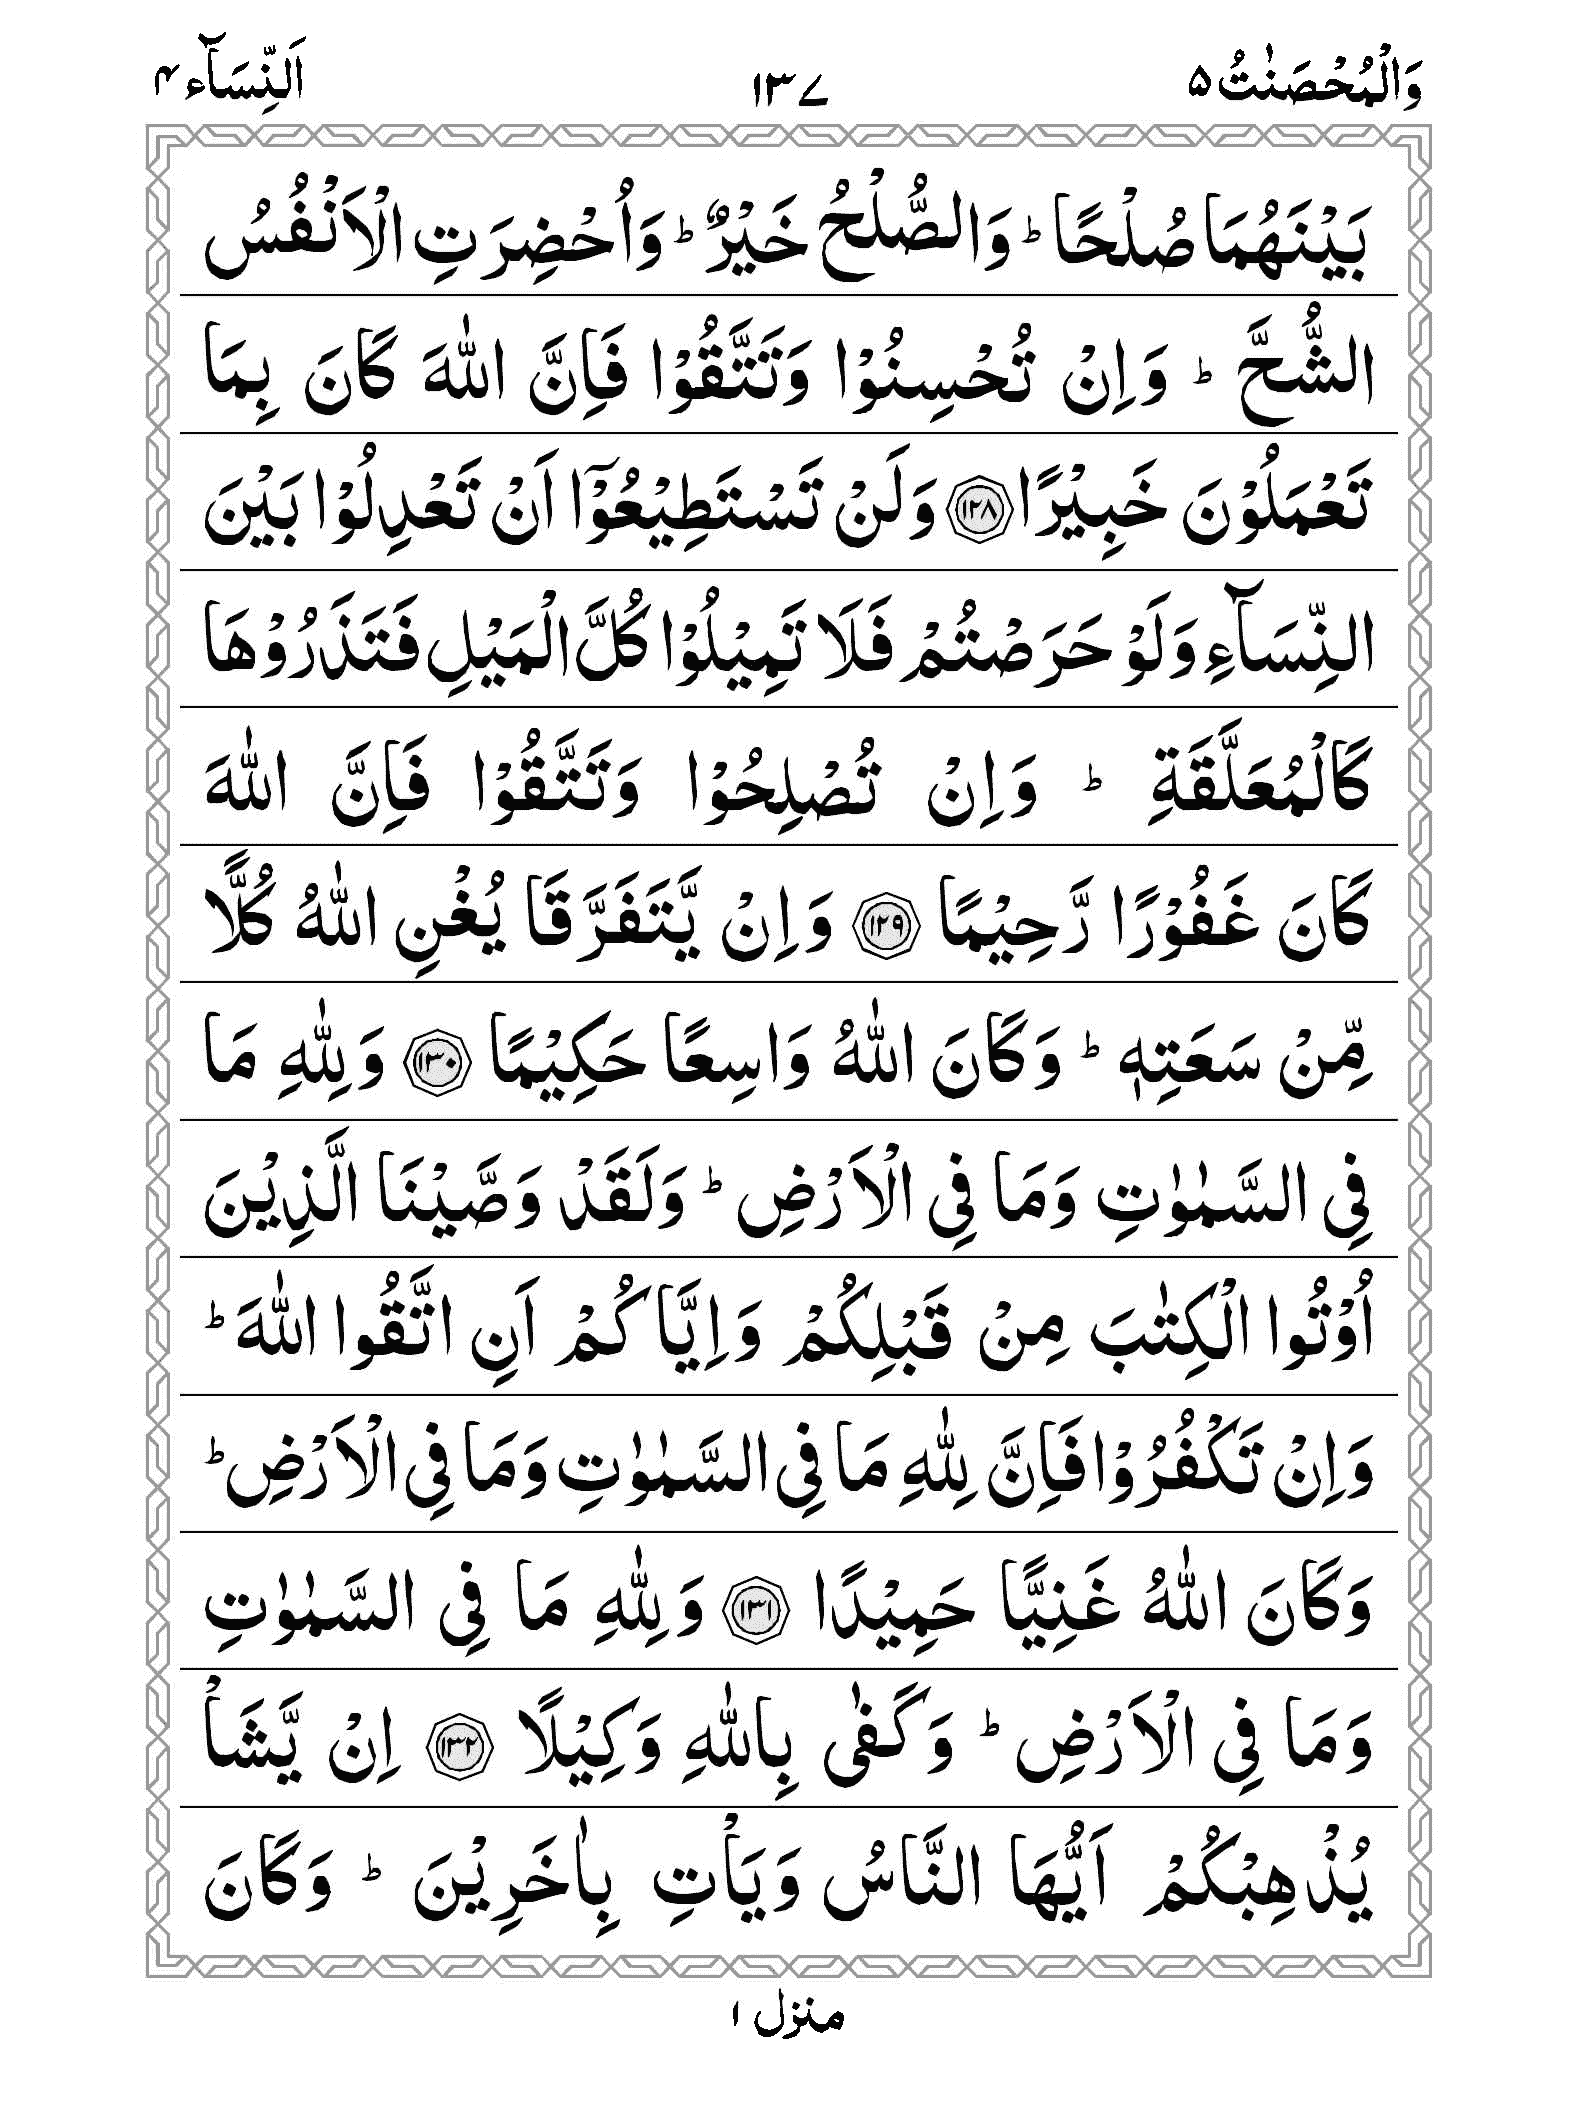 وَالۡمُحۡصَنٰتُ ۵ ۱۳۷ اَلنِّسَآء ۴
بَيۡنَهُمَا صُلۡحًا ؕ وَالصُّلۡحُ خَيۡرٌ ؕ وَاُحۡضِرَتِ الۡاَنۡفُسُ
الشُّحَّ ؕ وَاِنۡ تُحۡسِنُوۡا وَتَتَّقُوۡا فَاِنَّ اللّٰهَ كَانَ بِمَا
تَعۡمَلُوۡنَ خَبِيۡرًا ﴿۱۲۸﴾ وَلَنۡ تَسۡتَطِيۡعُوۡۤا اَنۡ تَعۡدِلُوۡا بَيۡنَ
النِّسَآءِ وَلَوۡ حَرَصۡتُمۡ فَلَا تَمِيۡلُوۡا كُلَّ الۡمَيۡلِ فَتَذَرُوۡهَا
كَالۡمُعَلَّقَةِ ؕ وَاِنۡ تُصۡلِحُوۡا وَتَتَّقُوۡا فَاِنَّ اللّٰهَ
كَانَ غَفُوۡرًا رَّحِيۡمًا ﴿۱۲۹﴾ وَاِنۡ يَّتَفَرَّقَا يُغۡنِ اللّٰهُ كُلًّا
مِّنۡ سَعَتِهٖ ؕ وَكَانَ اللّٰهُ وَاسِعًا حَكِيۡمًا ﴿۱۳۰﴾ وَلِلّٰهِ مَا
فِى السَّمٰوٰتِ وَمَا فِى الۡاَرۡضِ ؕ وَلَقَدۡ وَصَّيۡنَا الَّذِيۡنَ
اُوۡتُوا الۡكِتٰبَ مِنۡ قَبۡلِكُمۡ وَاِيَّاكُمۡ اَنِ اتَّقُوا اللّٰهَ ؕ
وَاِنۡ تَكۡفُرُوۡا فَاِنَّ لِلّٰهِ مَا فِى السَّمٰوٰتِ وَمَا فِى الۡاَرۡضِ ؕ
وَكَانَ اللّٰهُ غَنِيًّا حَمِيۡدًا ﴿۱۳۱﴾ وَلِلّٰهِ مَا فِى السَّمٰوٰتِ
وَمَا فِى الۡاَرۡضِ ؕ وَكَفٰى بِاللّٰهِ وَكِيۡلًا ﴿۱۳۲﴾ اِنۡ يَّشَاۡ
يُذۡهِبۡكُمۡ اَيُّهَا النَّاسُ وَيَاۡتِ بِاٰخَرِيۡنَ ؕ وَكَانَ
منزل ۱